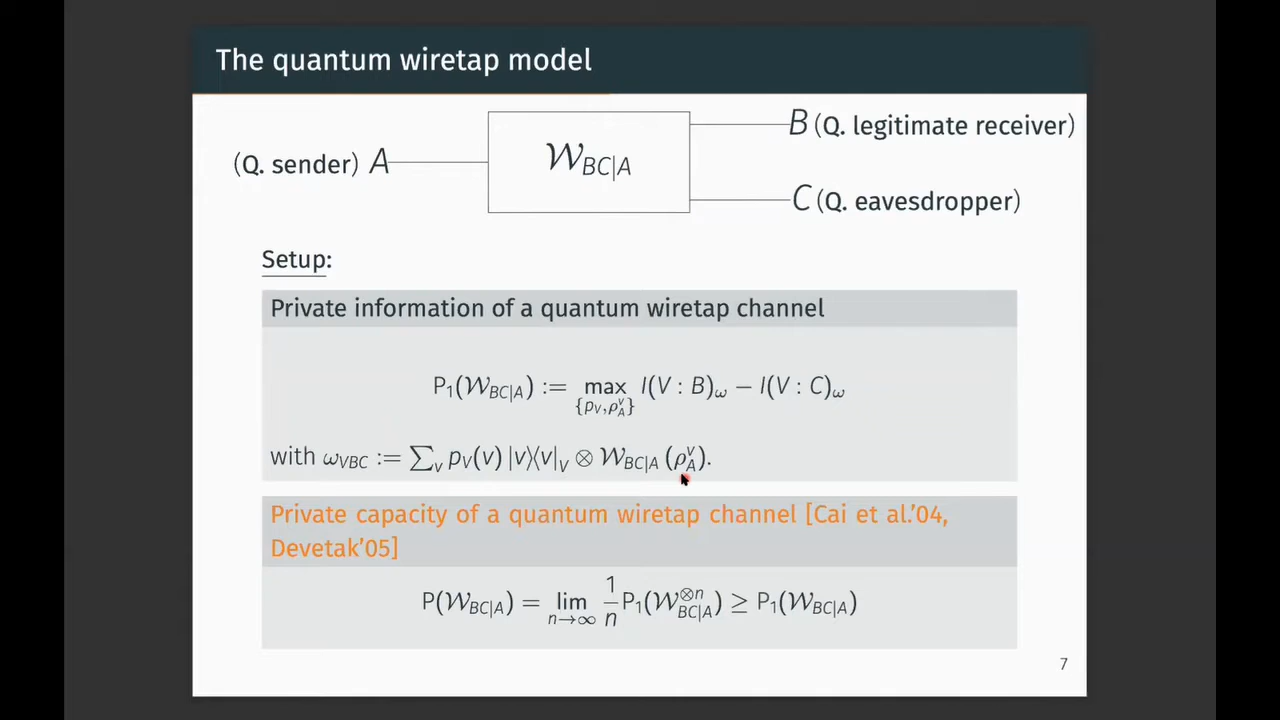 The quantum wiretap model
(Q. sender) A
𝒲_{BC|A}
B (Q. legitimate receiver)
C (Q. eavesdropper)
Setup:
Private information of a quantum wiretap channel
P₁(𝒲_{BC|A}) := max_{{p_V, ρ_A^v}} I(V : B)_ω − I(V : C)_ω
with ω_{VBC} := ∑_v p_V(v) |v⟩⟨v|_V ⊗ 𝒲_{BC|A} (ρ_A^v).
Private capacity of a quantum wiretap channel [Cai et al.'04,
Devetak'05]
P(𝒲_{BC|A}) = lim_{n→∞} 1/n P₁(𝒲_{BC|A}^{⊗n}) ≥ P₁(𝒲_{BC|A})
7